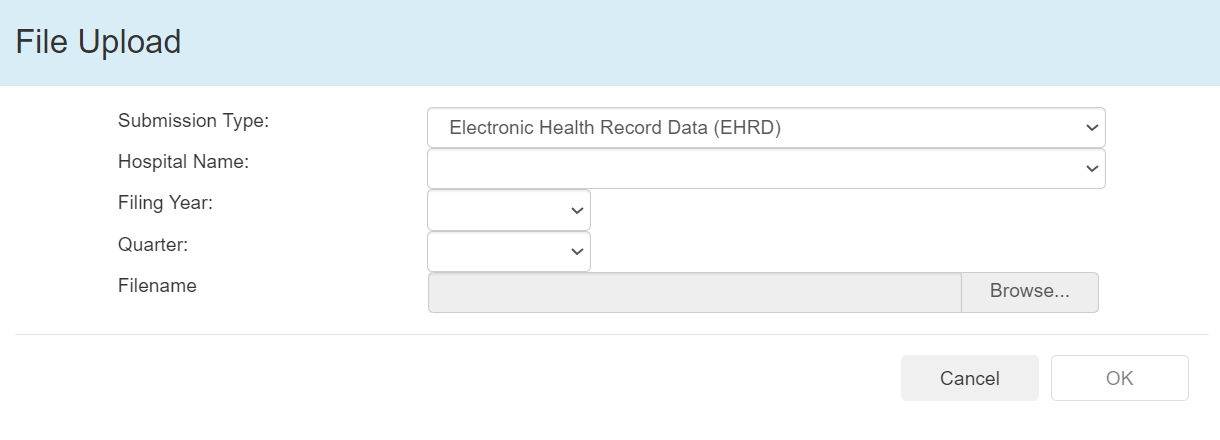 File Upload
Submission Type: Electronic Health Record Data (EHRD)
Hospital Name:
Filing Year:
Quarter:
Filename Browse...
Cancel OK